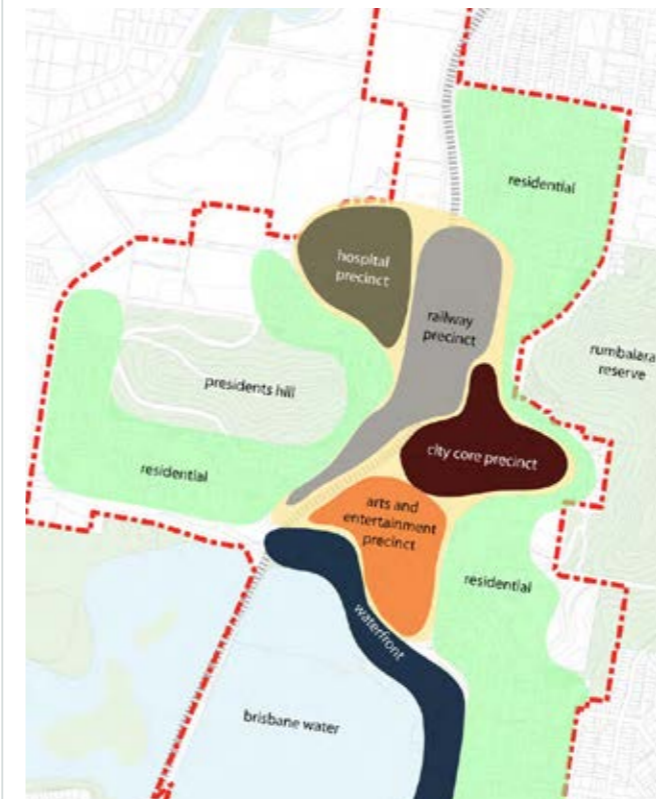 residential
hospital
precinct
railway
precinct
rumbalara
reserve
presidents hill
city core precinct
residential
arts and
entertainment
precinct
residential
waterfront
brisbane water